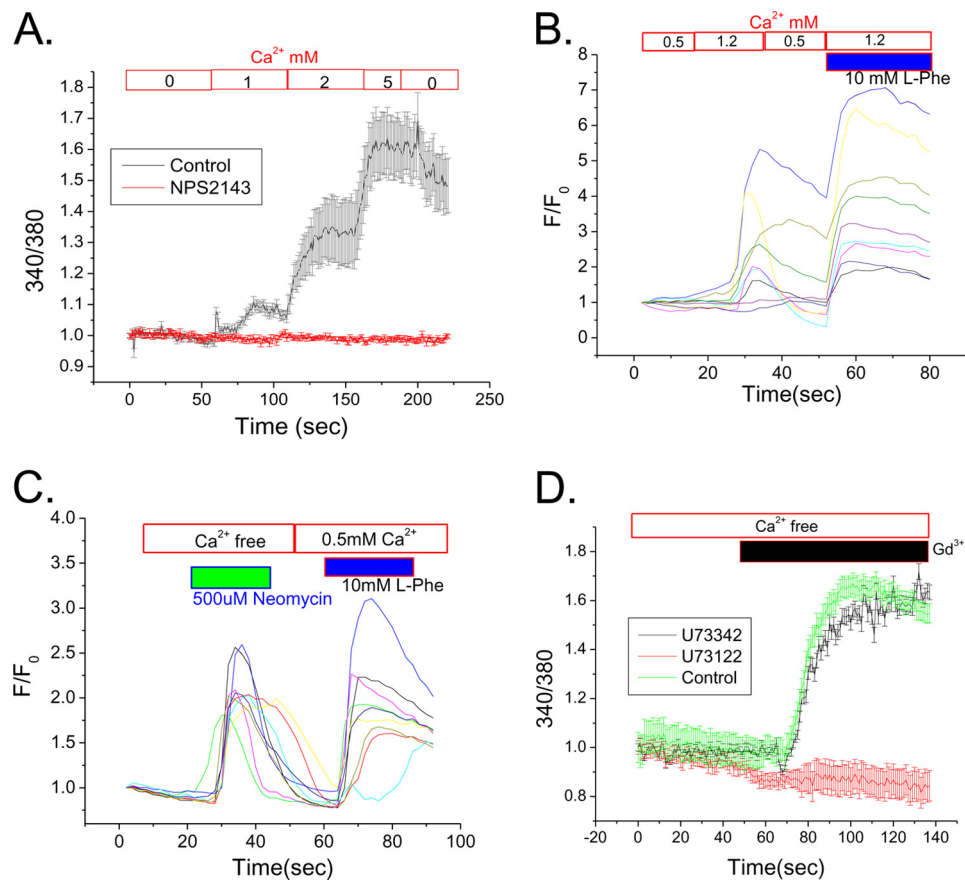 A.
Ca²⁺ mM
0 1 2 5 0
1.8
1.7
1.6
1.5
1.4
1.3
1.2
1.1
1.0
0.9
340/380
Control
NPS2143
0 50 100 150 200 250
Time (sec)
B.
Ca²⁺ mM
0.5 1.2 0.5 1.2
10 mM L-Phe
8
7
6
5
4
3
2
1
0
F/F₀
0 20 40 60 80
Time(sec)
C.
4.0
3.5
3.0
2.5
2.0
1.5
1.0
F/F₀
Ca²⁺ free 0.5mM Ca²⁺
500uM Neomycin
10mM L-Phe
0 20 40 60 80 100
Time(sec)
D.
Ca²⁺ free
Gd³⁺
1.8
1.6
1.4
1.2
1.0
0.8
340/380
U73342
U73122
Control
-20 0 20 40 60 80 100 120 140
Time(sec)